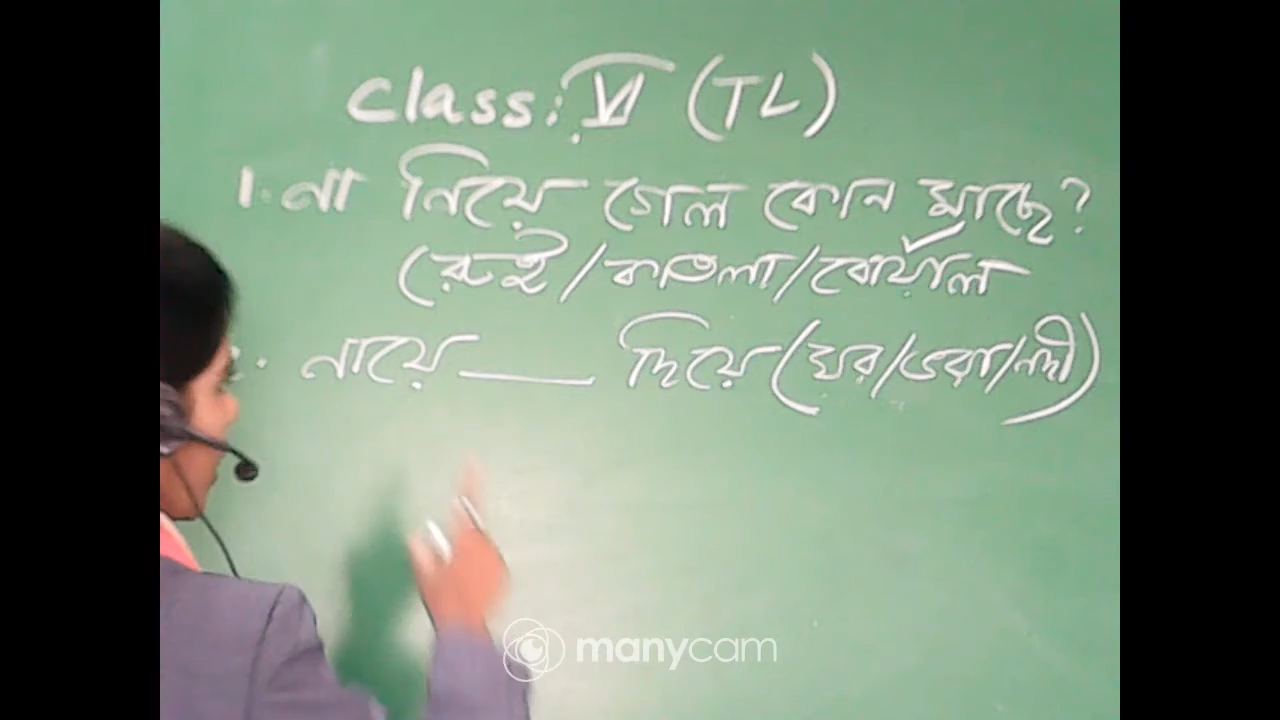 class: VI (TL)
1. না নিয়ে গেল কোন মাছে?
(রুই/কাতলা/বোয়াল
. নায়ে ___ দিয়ে (ঘর/ভরা/নদী)
manycam